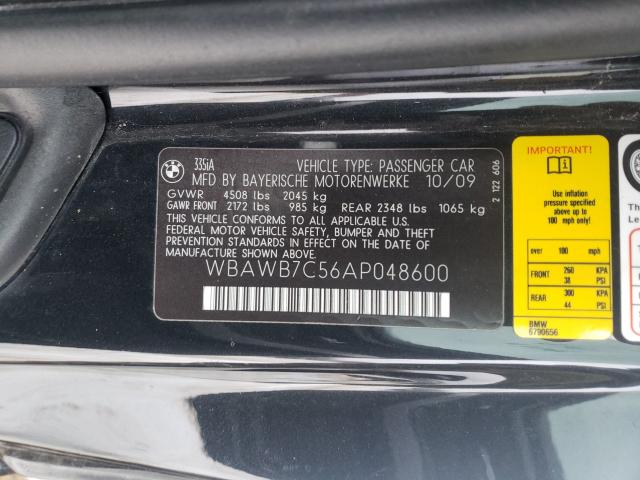 335iA
VEHICLE TYPE: PASSENGER CAR
MFD BY BAYERISCHE MOTORENWERKE 10/09
GVWR 4508 lbs 2045 kg
GAWR FRONT 2172 lbs 985 kg REAR 2348 lbs 1065 kg
THIS VEHICLE CONFORMS TO ALL APPLICABLE U.S.
FEDERAL MOTOR VEHICLE SAFETY, BUMPER AND THEFT
PREVENTION STANDARDS IN EFFECT ON THE DATE OF
MANUFACTURE SHOWN ABOVE.
WBAWB7C56AP048600
2 122 606
IMPORTANT!
Use inflation
pressure specified
above up to
100 mph only!
over 100 mph
FRONT 260 KPA
38 PSI
REAR 300 KPA
44 PSI
BMW
6790656